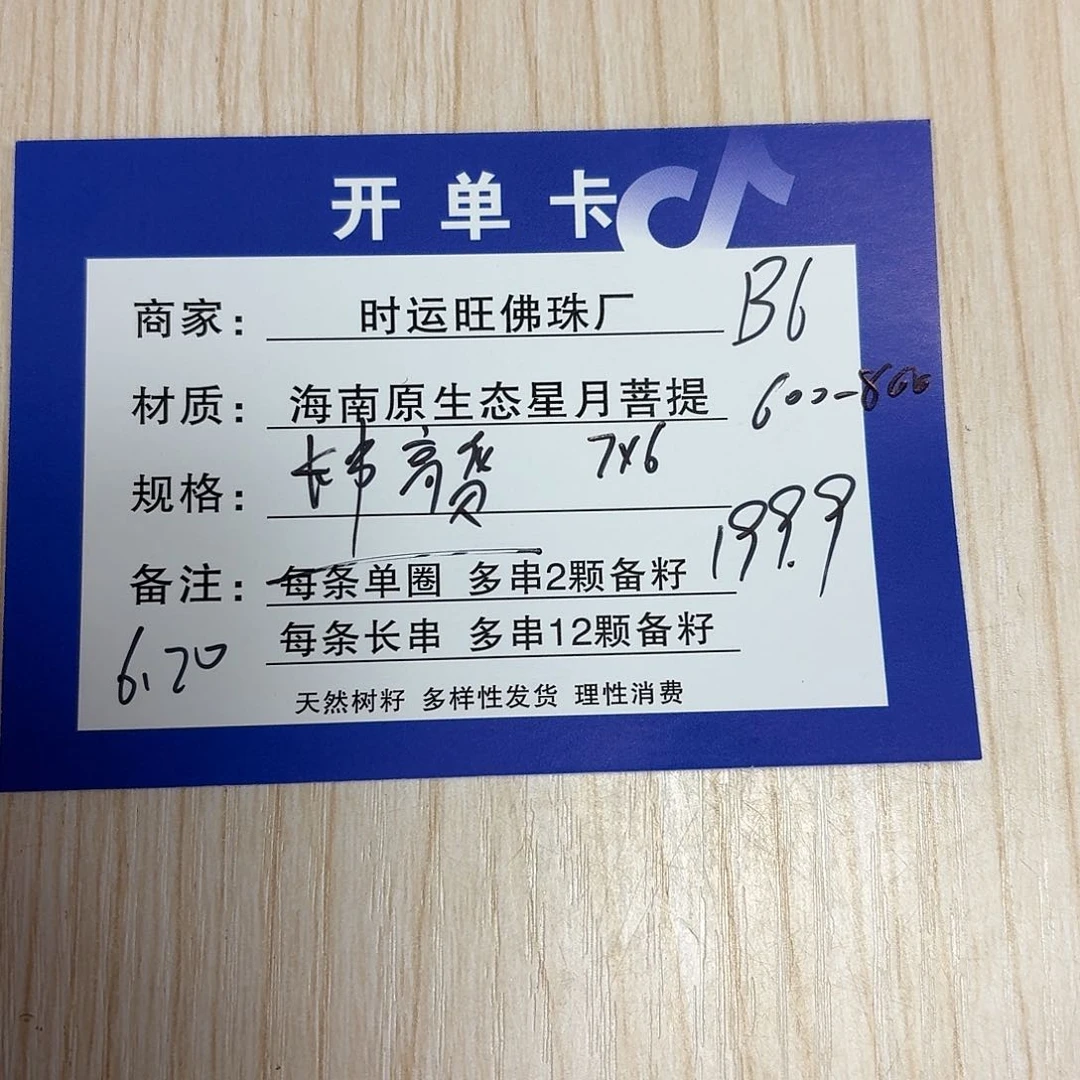 开单卡
商家： 时运旺佛珠厂 B6
材质： 海南原生态星月菩提 600-800
规格： 长串高货 7x6
199.9
备注： 每条单圈 多串2颗备籽
每条长串 多串12颗备籽
6.20
天然树籽 多样性发货 理性消费